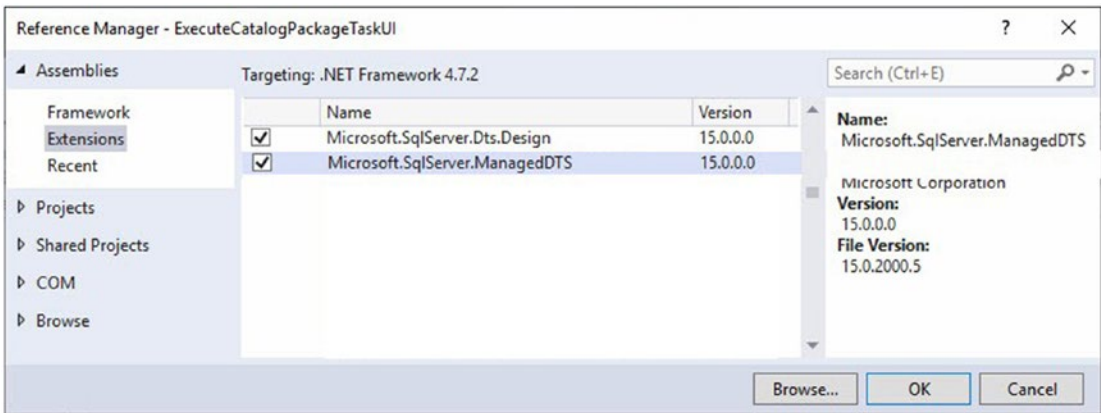 Reference Manager - ExecuteCatalogPackageTaskUI
Assemblies
Targeting: .NET Framework 4.7.2
Search (Ctrl+E)
Framework
Extensions
Recent
Projects
Shared Projects
COM
Browse
Name Version
Microsoft.SqlServer.Dts.Design 15.0.0.0
Microsoft.SqlServer.ManagedDTS 15.0.0.0
Name:
Microsoft.SqlServer.ManagedDTS
Microsoft Corporation
Version:
15.0.0.0
File Version:
15.0.2000.5
Browse... OK Cancel